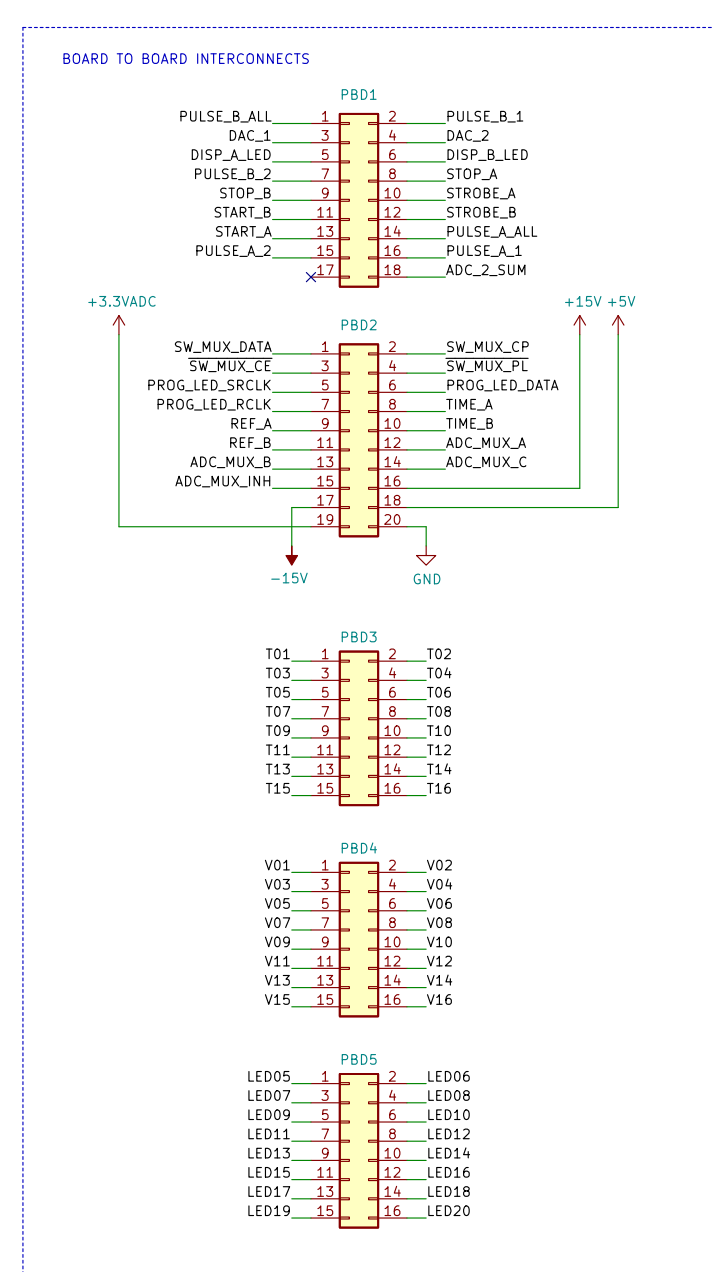 BOARD TO BOARD INTERCONNECTS
PBD1
PULSE_B_ALL 1 2 PULSE_B_1
DAC_1 3 4 DAC_2
DISP_A_LED 5 6 DISP_B_LED
PULSE_B_2 7 8 STOP_A
STOP_B 9 10 STROBE_A
START_B 11 12 STROBE_B
START_A 13 14 PULSE_A_ALL
PULSE_A_2 15 16 PULSE_A_1
17 18 ADC_2_SUM
+3.3VADC +15V +5V
PBD2
SW_MUX_DATA 1 2 SW_MUX_CP
SW_MUX_CE 3 4 SW_MUX_PL
PROG_LED_SRCLK 5 6 PROG_LED_DATA
PROG_LED_RCLK 7 8 TIME_A
REF_A 9 10 TIME_B
REF_B 11 12 ADC_MUX_A
ADC_MUX_B 13 14 ADC_MUX_C
ADC_MUX_INH 15 16
17 18
19 20
-15V GND
PBD3
T01 1 2 T02
T03 3 4 T04
T05 5 6 T06
T07 7 8 T08
T09 9 10 T10
T11 11 12 T12
T13 13 14 T14
T15 15 16 T16
PBD4
V01 1 2 V02
V03 3 4 V04
V05 5 6 V06
V07 7 8 V08
V09 9 10 V10
V11 11 12 V12
V13 13 14 V14
V15 15 16 V16
PBD5
LED05 1 2 LED06
LED07 3 4 LED08
LED09 5 6 LED10
LED11 7 8 LED12
LED13 9 10 LED14
LED15 11 12 LED16
LED17 13 14 LED18
LED19 15 16 LED20